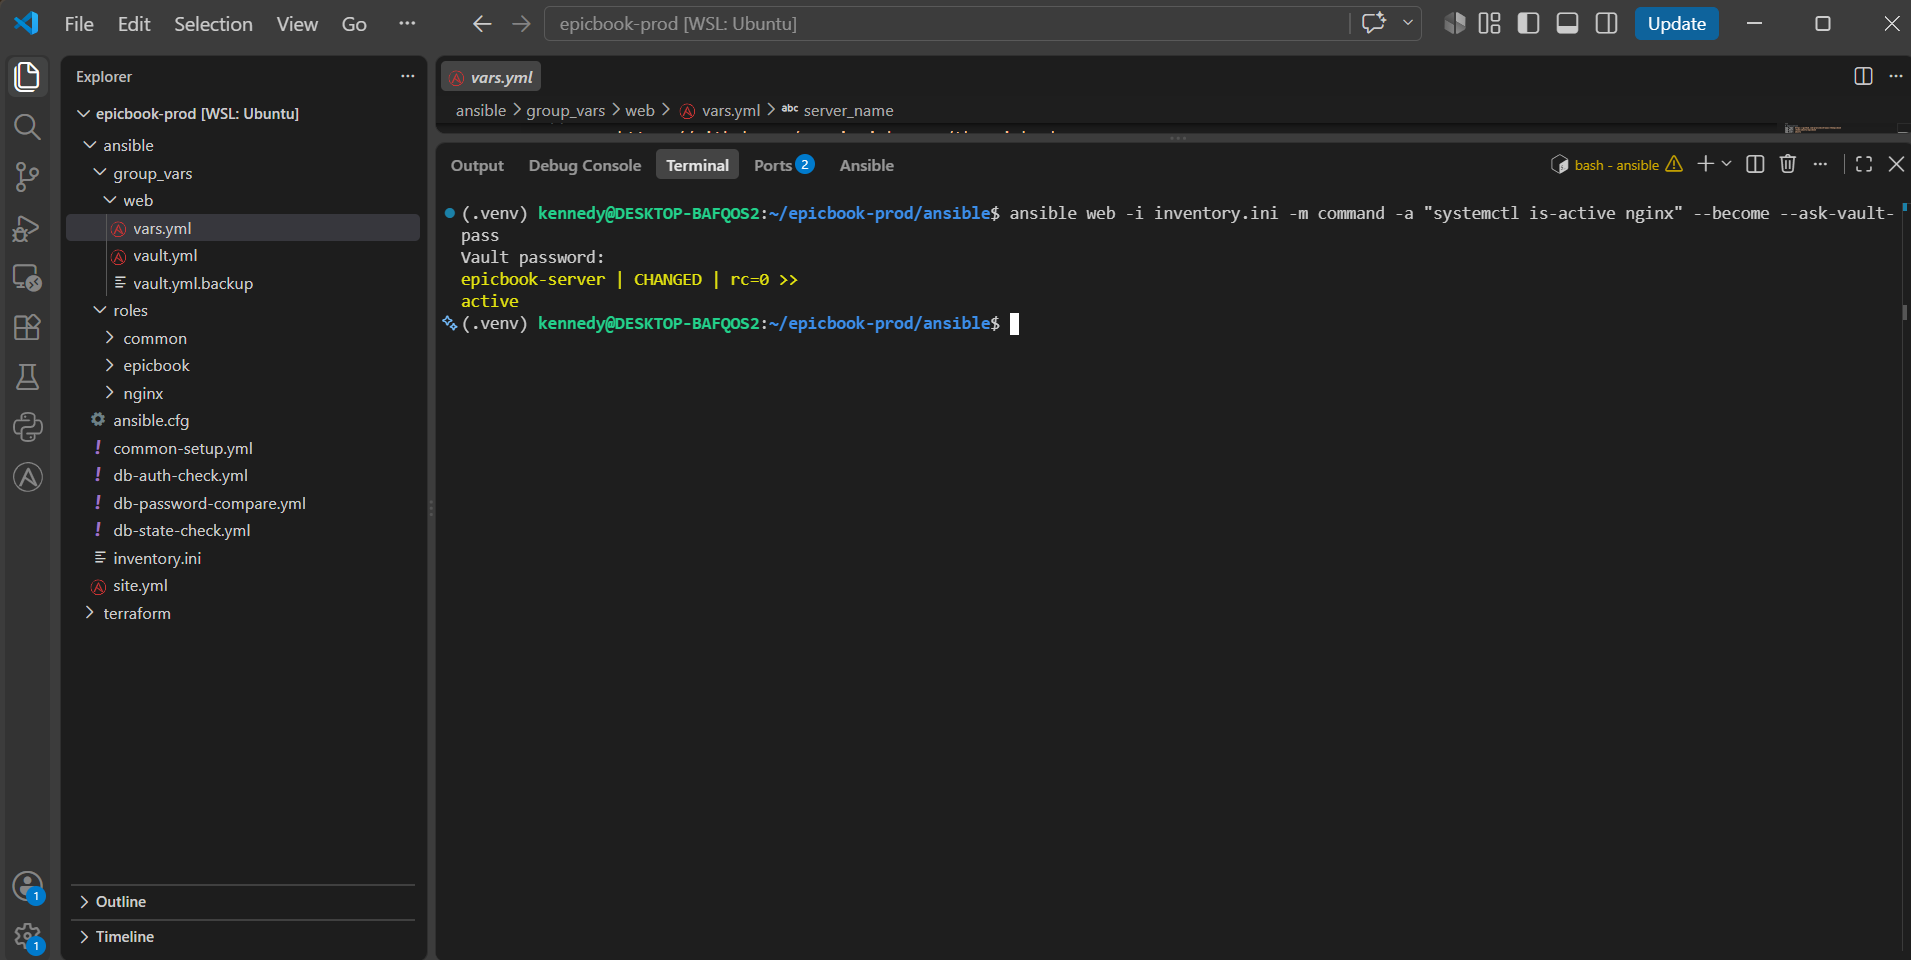 File Edit Selection View Go ··· epicbook-prod [WSL: Ubuntu] Update
Explorer
epicbook-prod [WSL: Ubuntu]
ansible
group_vars
web
vars.yml
vault.yml
vault.yml.backup
roles
common
epicbook
nginx
ansible.cfg
! common-setup.yml
! db-auth-check.yml
! db-password-compare.yml
! db-state-check.yml
inventory.ini
site.yml
terraform
Outline
Timeline
1
1
vars.yml
ansible > group_vars > web > vars.yml > abc server_name
Output Debug Console Terminal Ports 2 Ansible bash - ansible
(.venv) kennedy@DESKTOP-BAFQOS2:~/epicbook-prod/ansible$ ansible web -i inventory.ini -m command -a "systemctl is-active nginx" --become --ask-vault-
pass
Vault password:
epicbook-server | CHANGED | rc=0 >>
active
(.venv) kennedy@DESKTOP-BAFQOS2:~/epicbook-prod/ansible$